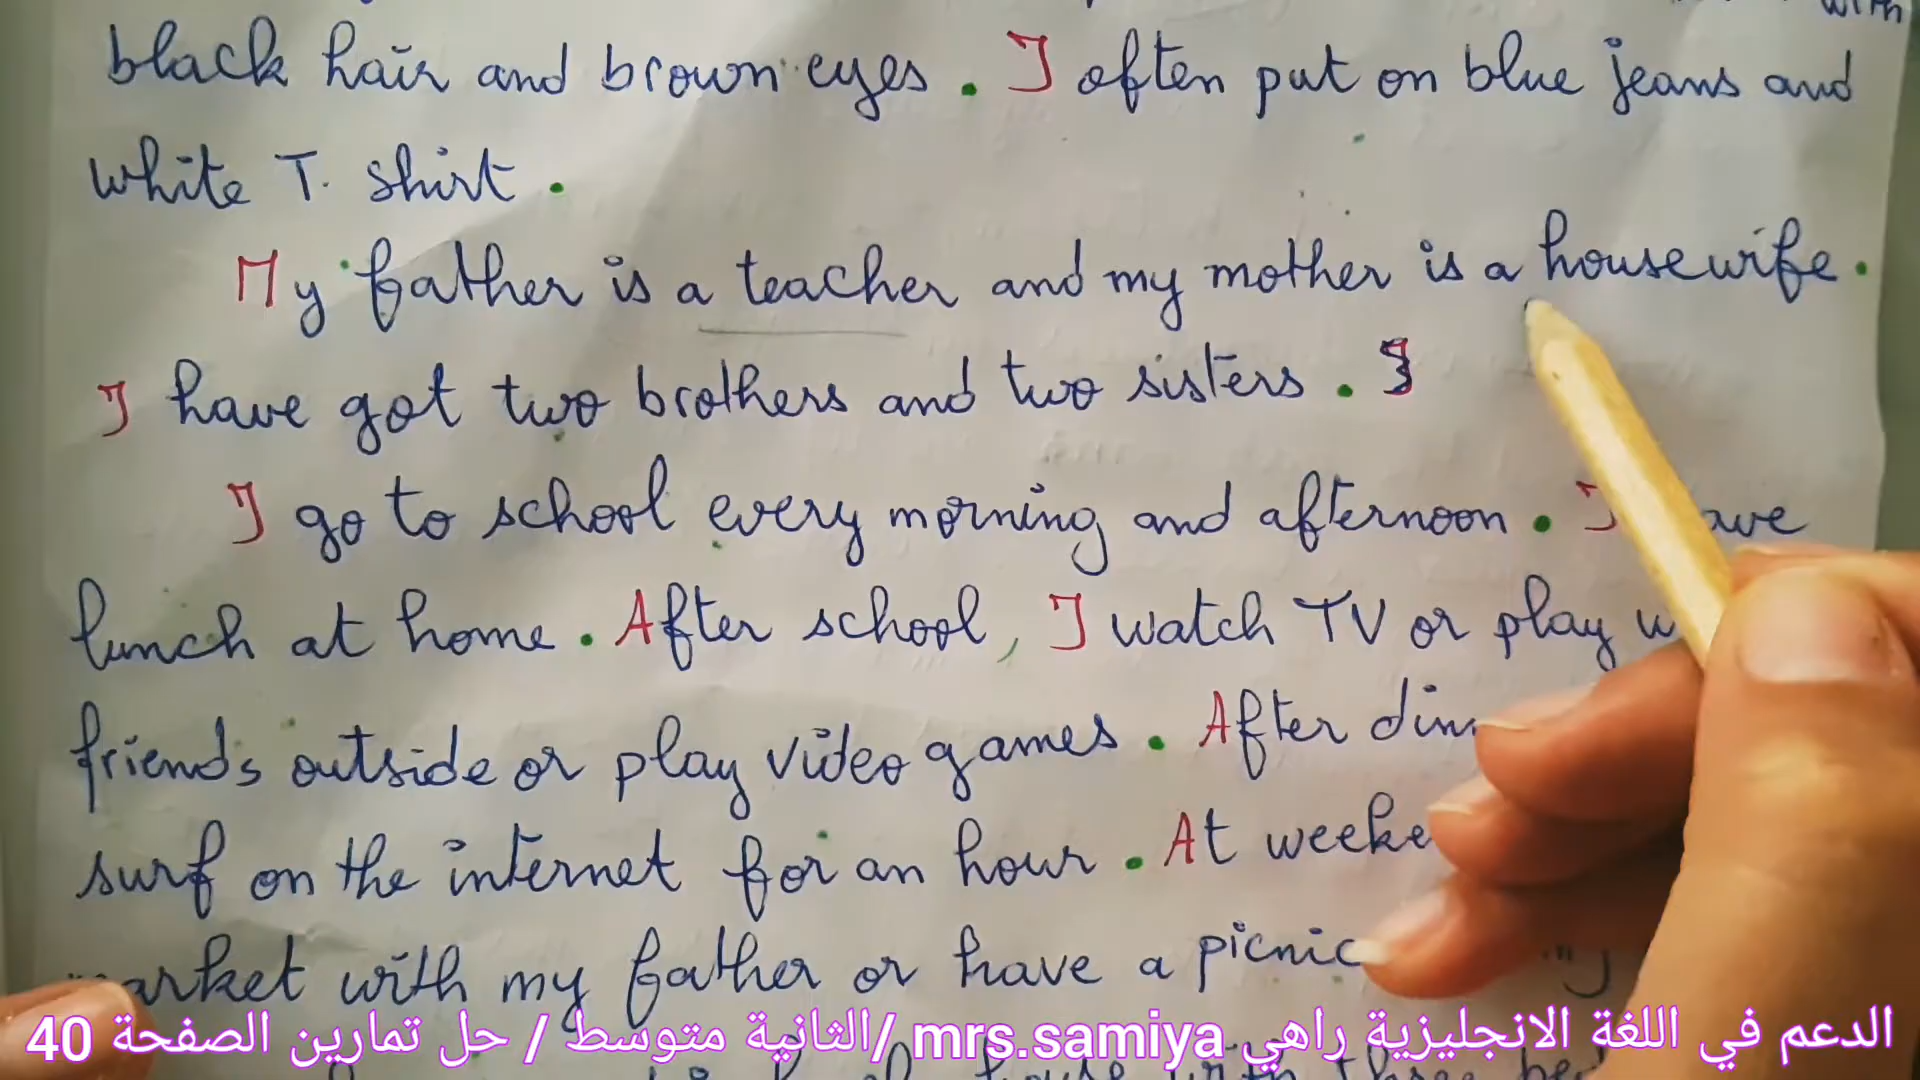 with
black hair and brown eyes. I often put on blue jeans and
white T. shirt.
My father is a teacher and my mother is a housewife.
I have got two brothers and two sisters.
I go to school every morning and afternoon. I
lunch at home. After school, I watch TV or play
friends outside or play video games. After
surf on the internet for an hour. At
with my father or have a picnic
الدعم في اللغة الانجليزية راهي mrs.samiya /الثانية متوسط / حل تمارين الصفحة 40